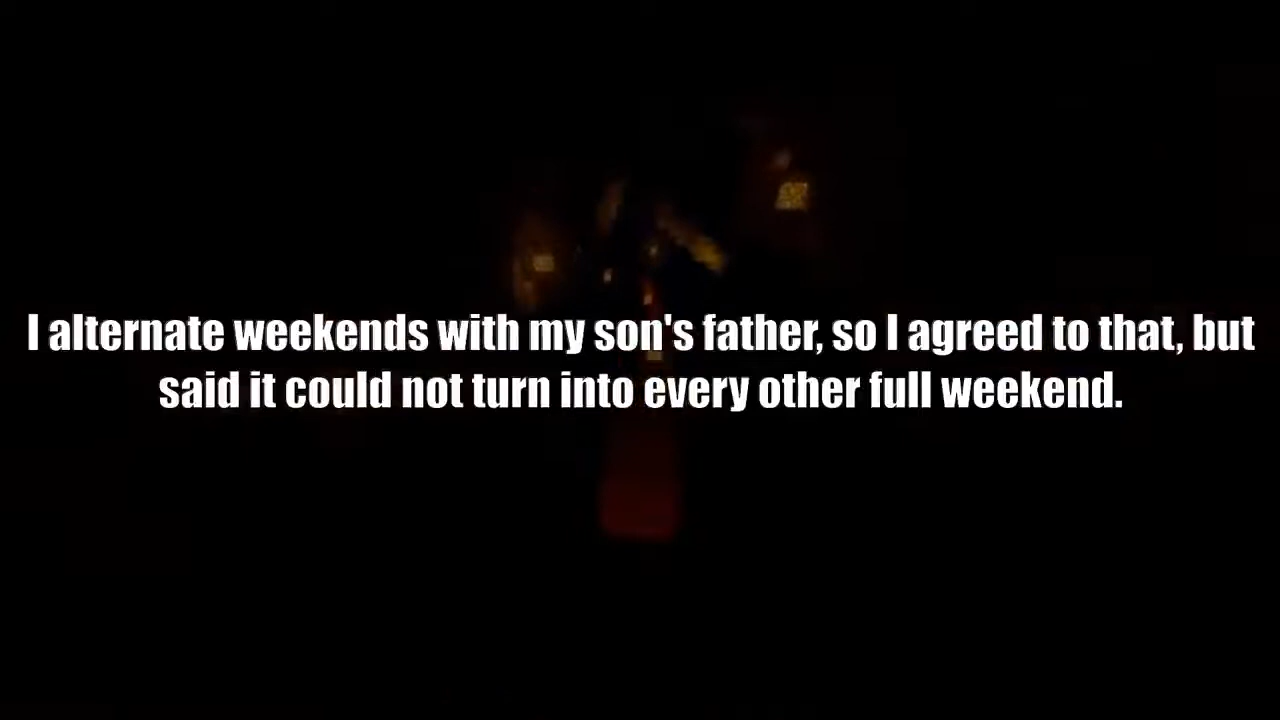 I alternate weekends with my son's father, so I agreed to that, but
said it could not turn into every other full weekend.